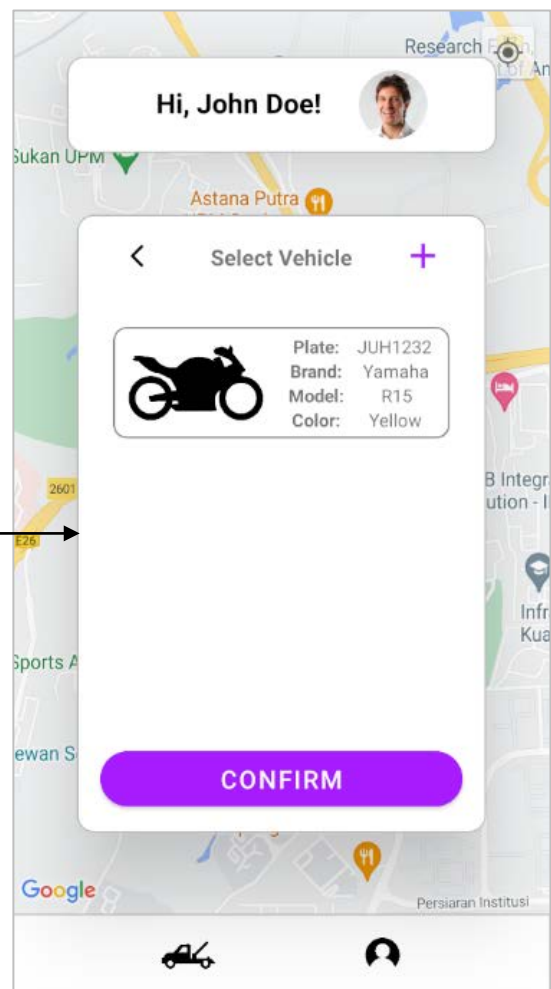 Research
Hi, John Doe!
Sukan UPM
Astana Putra
Select Vehicle +
Plate: JUH1232
Brand: Yamaha
Model: R15
Color: Yellow
2601
B Integr
ution - I
E26
Infr
Kua
Sports A
ewan S
CONFIRM
Google
Persiaran Institusi